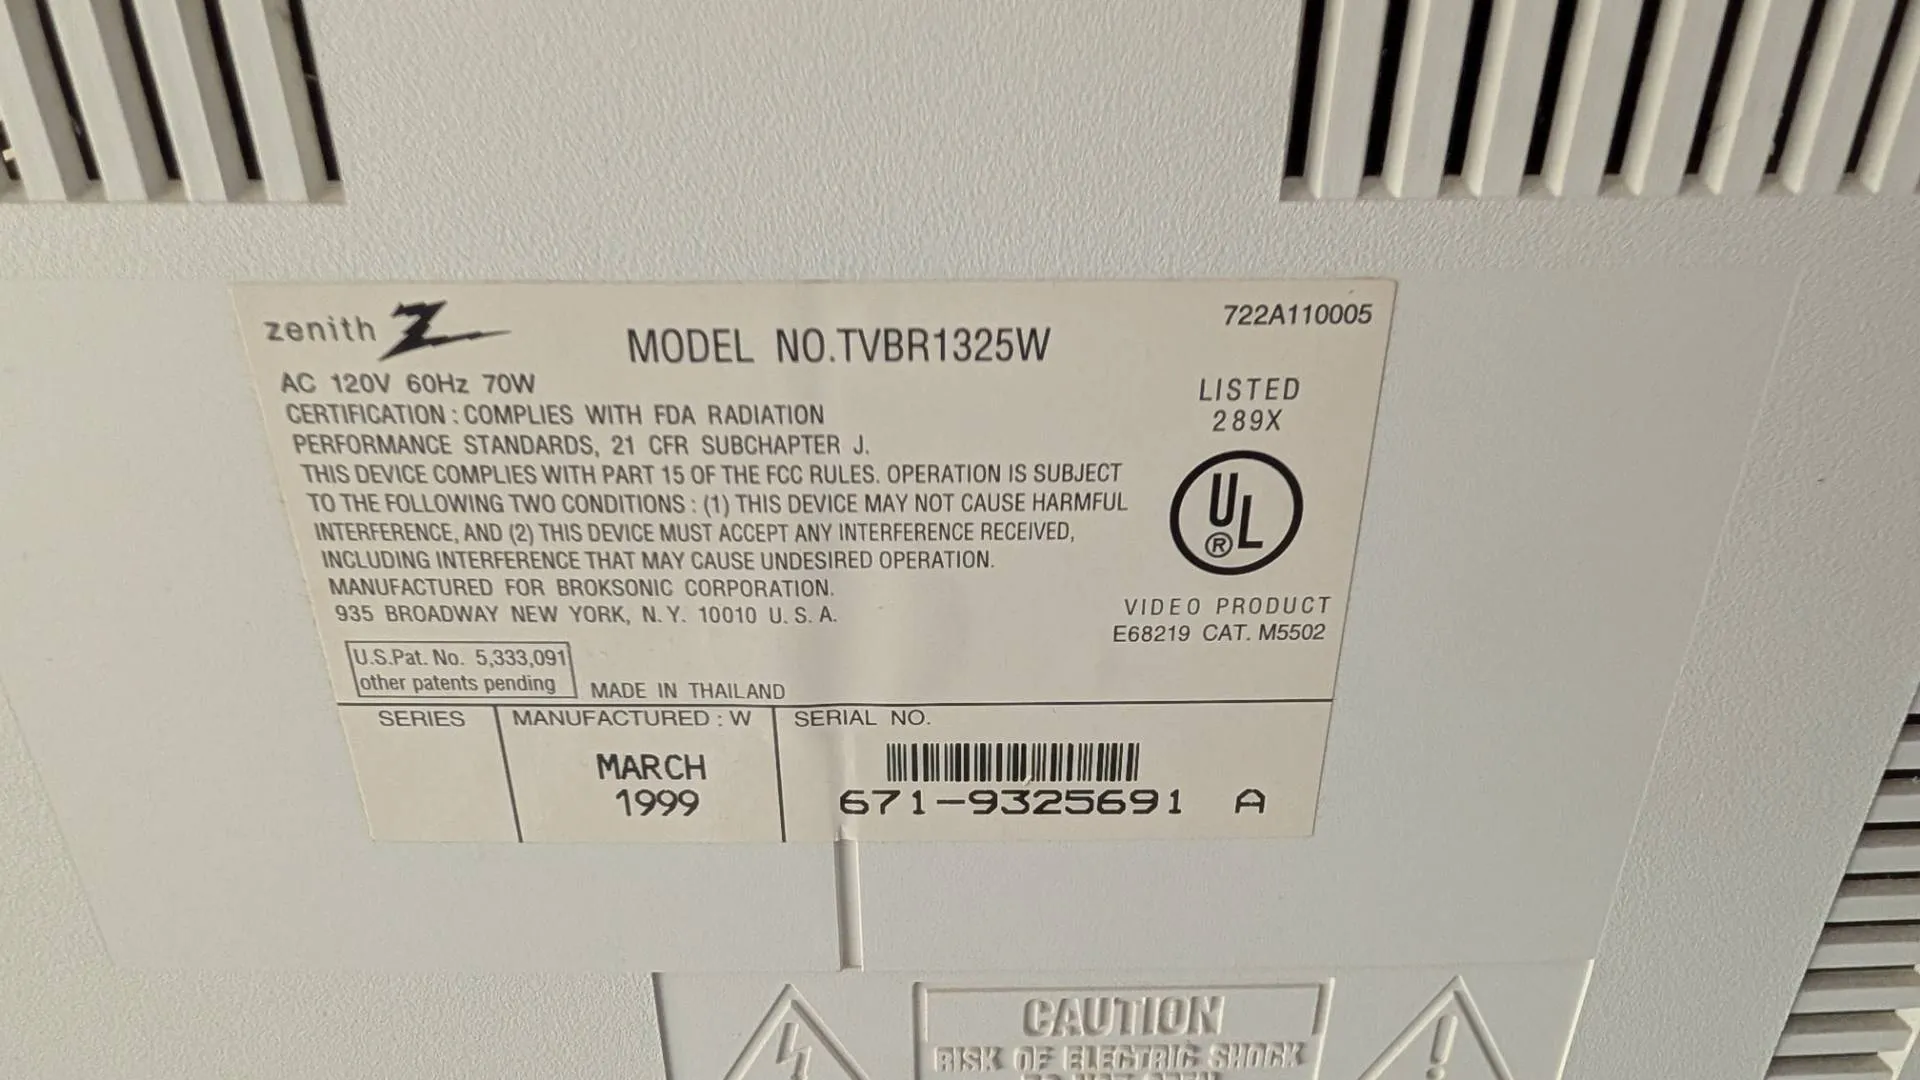 zenith
MODEL NO.TVBR1325W
722A110005
AC 120V 60Hz 70W
CERTIFICATION : COMPLIES WITH FDA RADIATION
PERFORMANCE STANDARDS, 21 CFR SUBCHAPTER J.
THIS DEVICE COMPLIES WITH PART 15 OF THE FCC RULES. OPERATION IS SUBJECT
TO THE FOLLOWING TWO CONDITIONS : (1) THIS DEVICE MAY NOT CAUSE HARMFUL
INTERFERENCE, AND (2) THIS DEVICE MUST ACCEPT ANY INTERFERENCE RECEIVED,
INCLUDING INTERFERENCE THAT MAY CAUSE UNDESIRED OPERATION.
MANUFACTURED FOR BROKSONIC CORPORATION.
935 BROADWAY NEW YORK, N. Y. 10010 U. S. A.
LISTED
289X
UL
®
VIDEO PRODUCT
E68219 CAT. M5502
U.S.Pat. No. 5,333,091
other patents pending
MADE IN THAILAND
SERIES
MANUFACTURED : W
MARCH
1999
SERIAL NO.
671-9325691 A
CAUTION
RISK OF ELECTRIC SHOCK